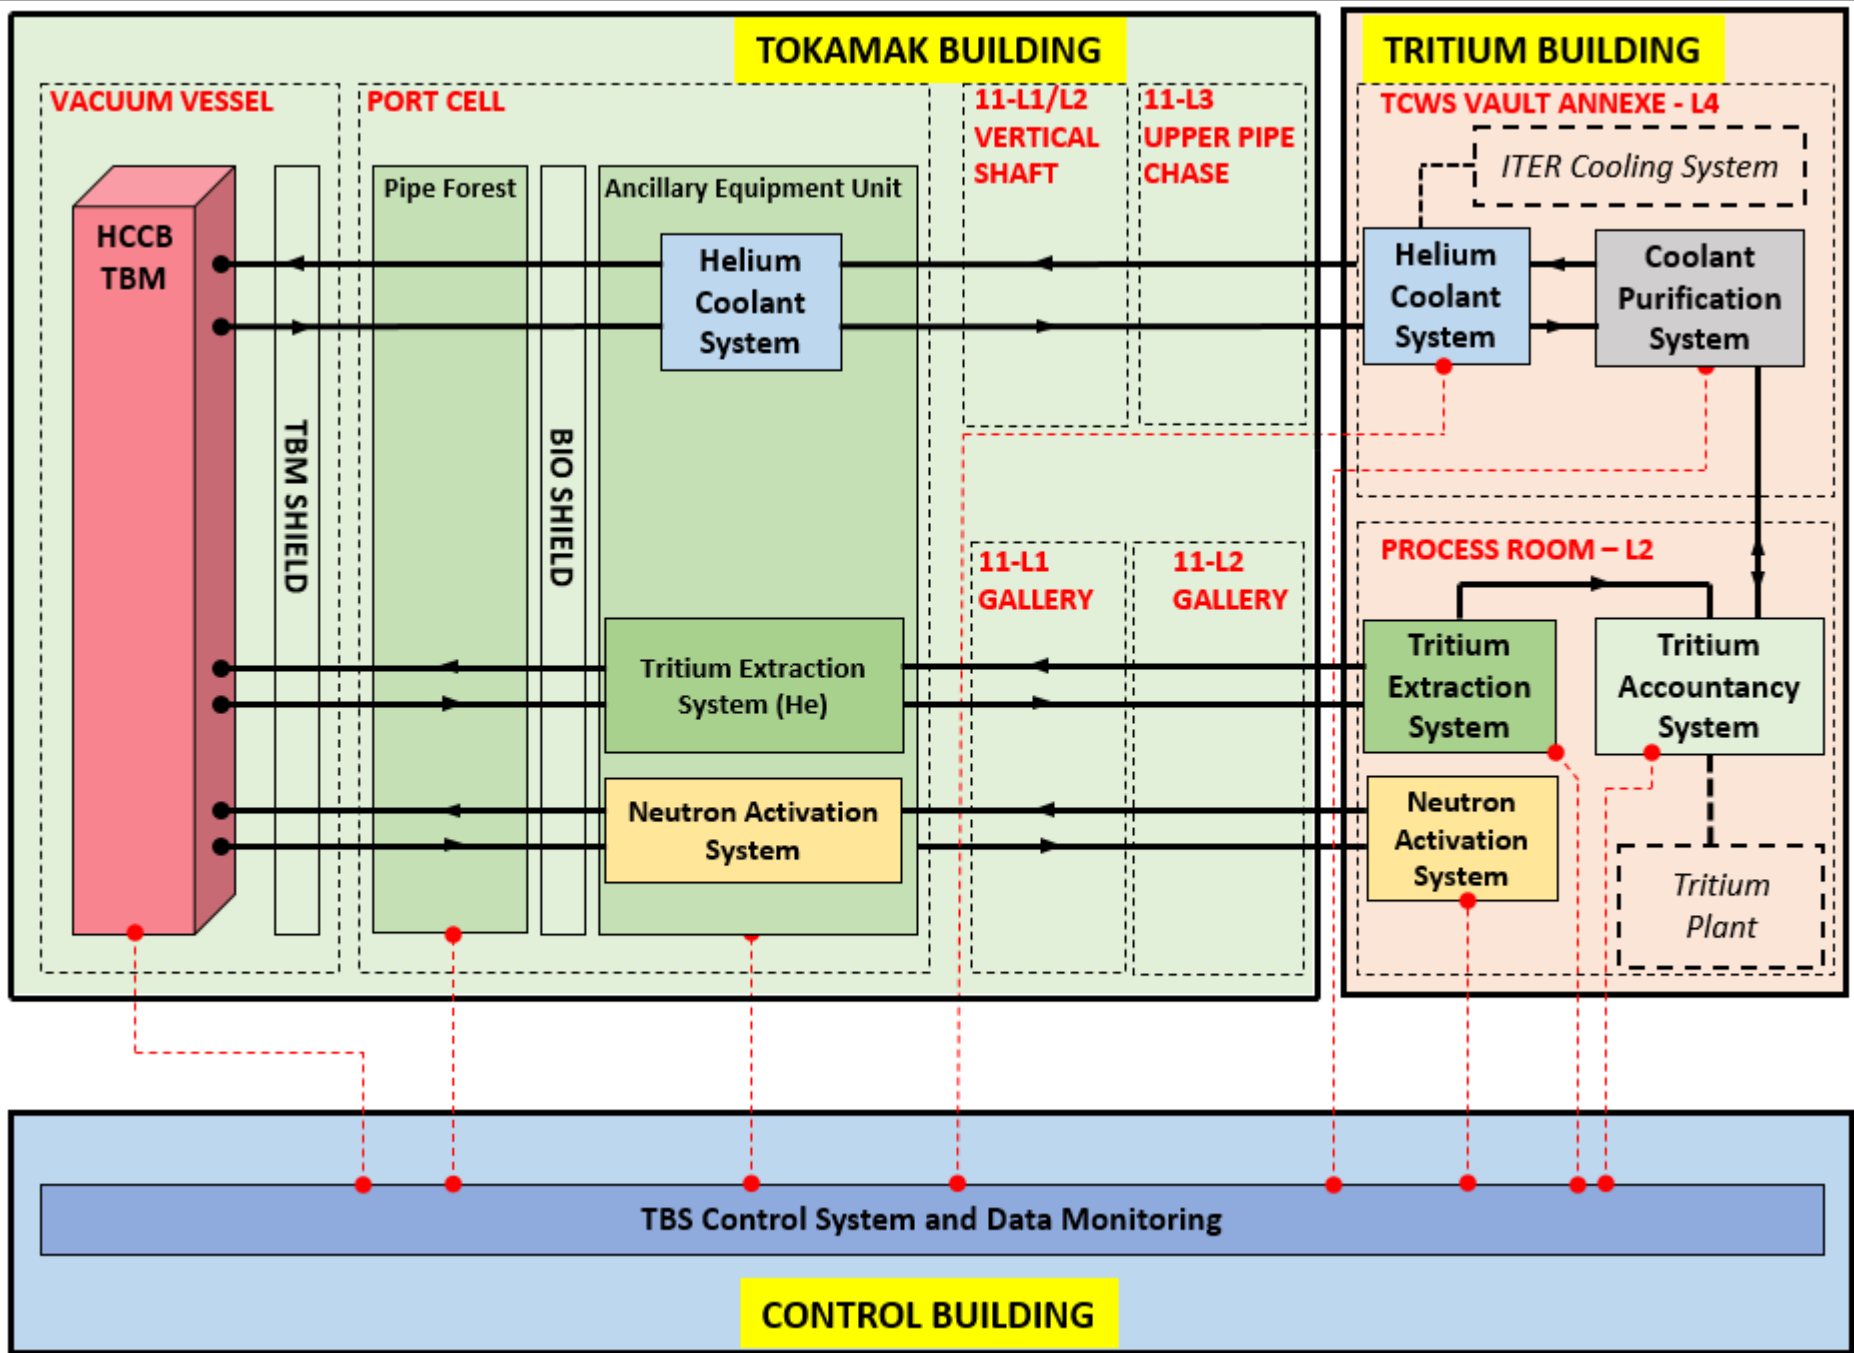 TOKAMAK BUILDING
VACUUM VESSEL
PORT CELL
11-L1/L2
VERTICAL
SHAFT
11-L3
UPPER PIPE
CHASE
HCCB
TBM
TBM SHIELD
Pipe Forest
BIO SHIELD
Ancillary Equipment Unit
Helium
Coolant
System
Tritium Extraction
System (He)
Neutron Activation
System
11-L1
GALLERY
11-L2
GALLERY
TRITIUM BUILDING
TCWS VAULT ANNEXE - L4
ITER Cooling System
Helium
Coolant
System
Coolant
Purification
System
PROCESS ROOM – L2
Tritium
Extraction
System
Tritium
Accountancy
System
Neutron
Activation
System
Tritium
Plant
TBS Control System and Data Monitoring
CONTROL BUILDING